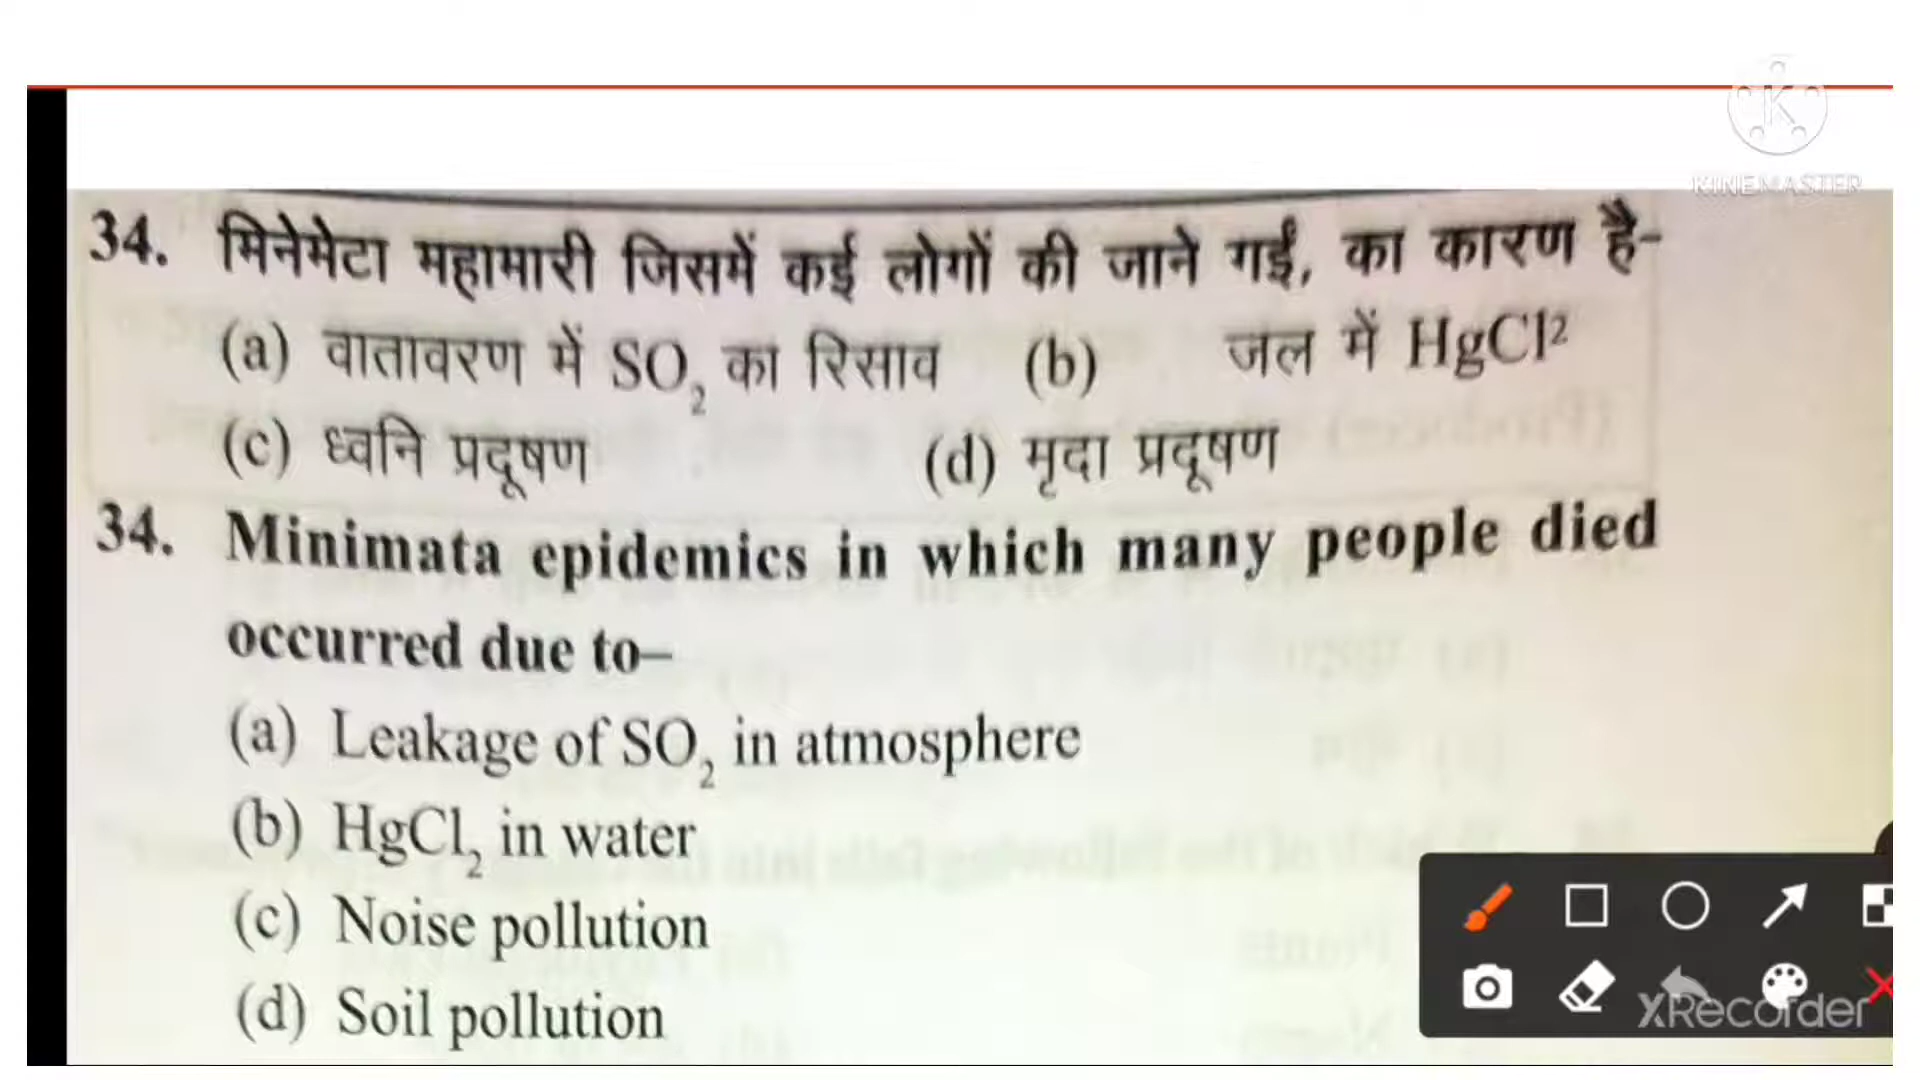 KINEMASTER
34. मिनेमेटा महामारी जिसमें कई लोगों की जाने गईं, का कारण है-
(a) वातावरण में SO₂ का रिसाव (b) जल में HgCl²
(c) ध्वनि प्रदूषण (d) मृदा प्रदूषण
34. Minimata epidemics in which many people died
occurred due to–
(a) Leakage of SO₂ in atmosphere
(b) HgCl₂ in water
(c) Noise pollution
(d) Soil pollution
XRecorder